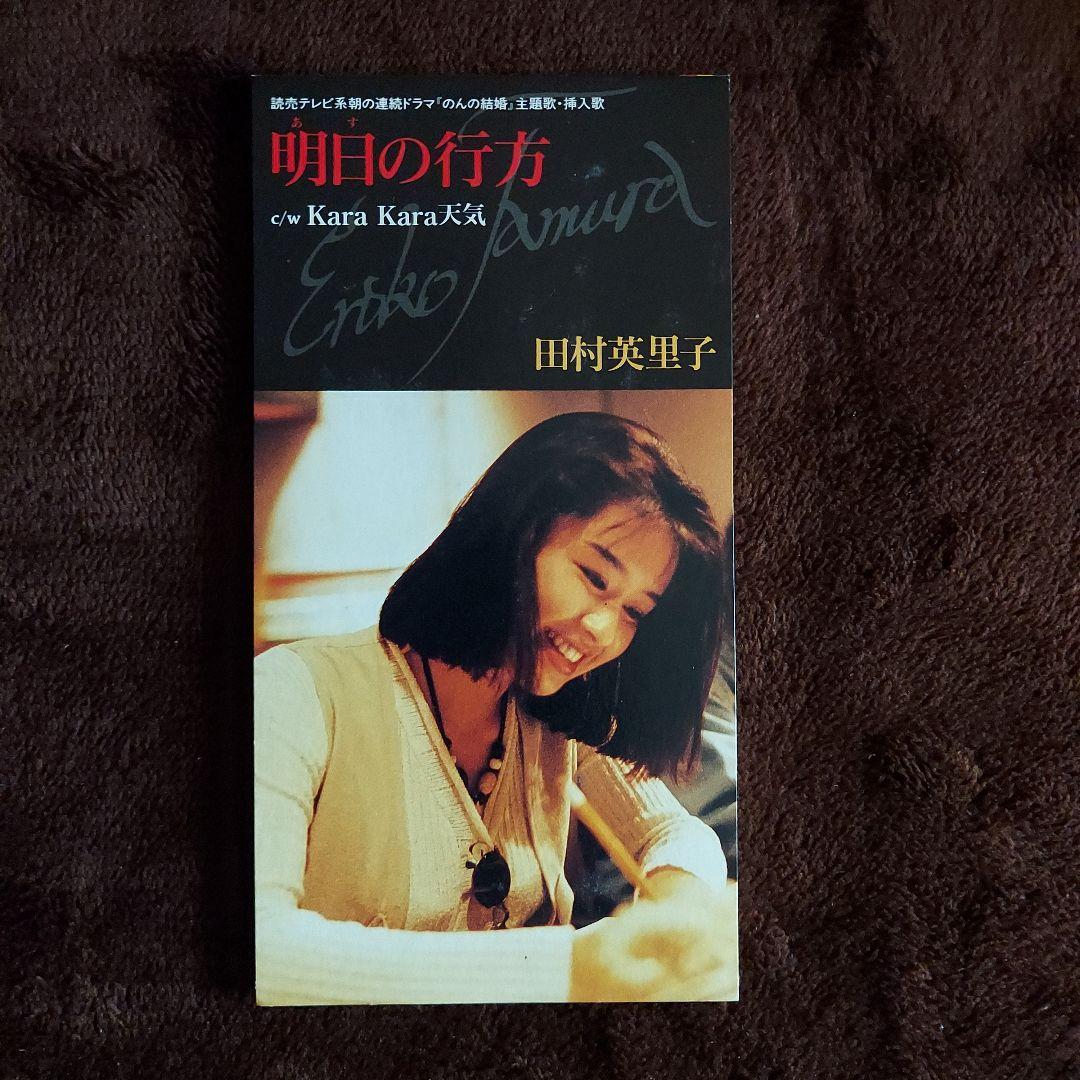 読売テレビ系朝の連続ドラマ『のんの結婚』主題歌・挿入歌
あす
明日の行方
c/w Kara Kara天気
Eriko Tamura
田村英里子